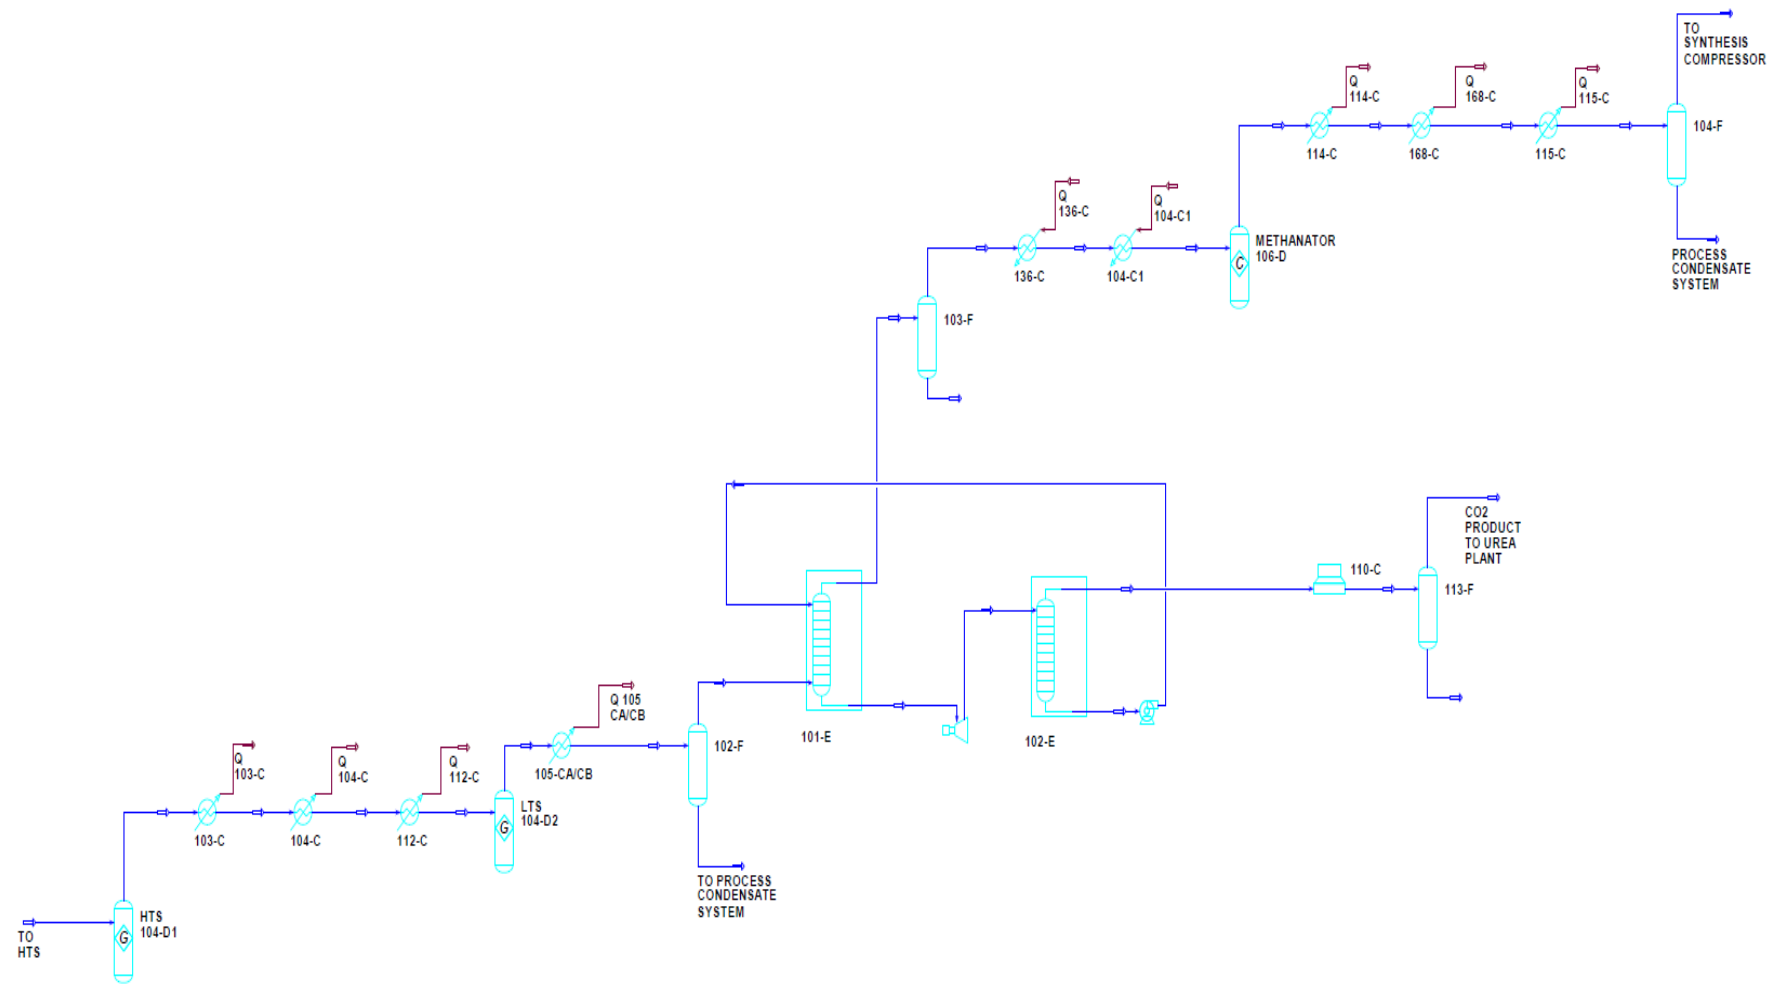 TO
SYNTHESIS
COMPRESSOR
Q
114-C
Q
168-C
Q
115-C
104-F
114-C
168-C
115-C
Q
136-C
Q
104-C1
METHANATOR
106-D
C
136-C
104-C1
PROCESS
CONDENSATE
SYSTEM
103-F
CO2
PRODUCT
TO UREA
PLANT
110-C
113-F
101-E
102-E
Q 105
CA/CB
102-F
105-CA/CB
Q
103-C
Q
104-C
Q
112-C
LTS
104-D2
G
103-C
104-C
112-C
TO PROCESS
CONDENSATE
SYSTEM
HTS
104-D1
G
TO
HTS